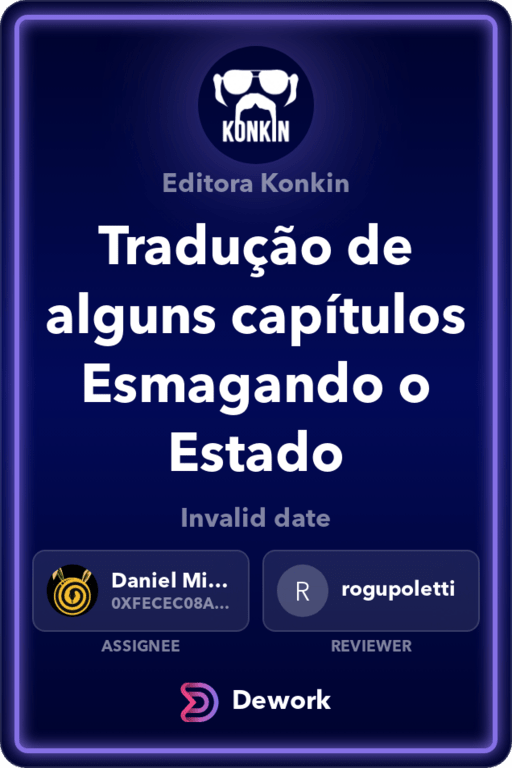 KONKIN
Editora Konkin
Tradução de
alguns capítulos
Esmagando o
Estado
Invalid date
Daniel Mi...
0XFECEC08A...
ASSIGNEE
R
rogupoletti
REVIEWER
Dework